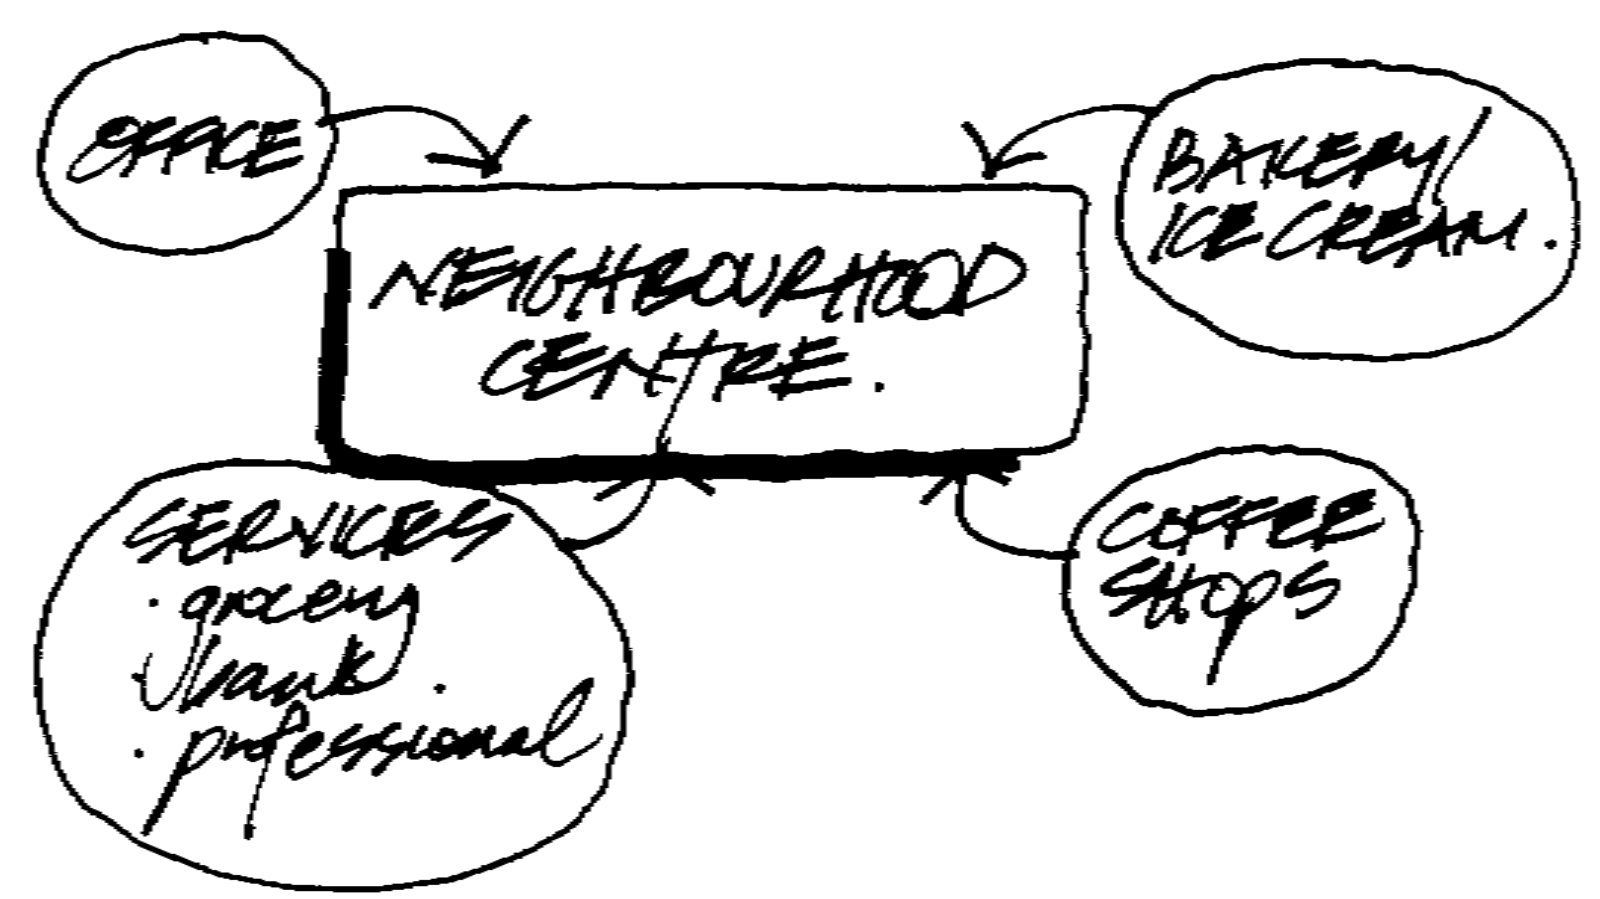 OFFICE
BAKERY/
ICE CREAM.
NEIGHBOURHOOD
CENTRE.
SERVICES
· grocery
· bank.
· professional
COFFEE
SHOPS